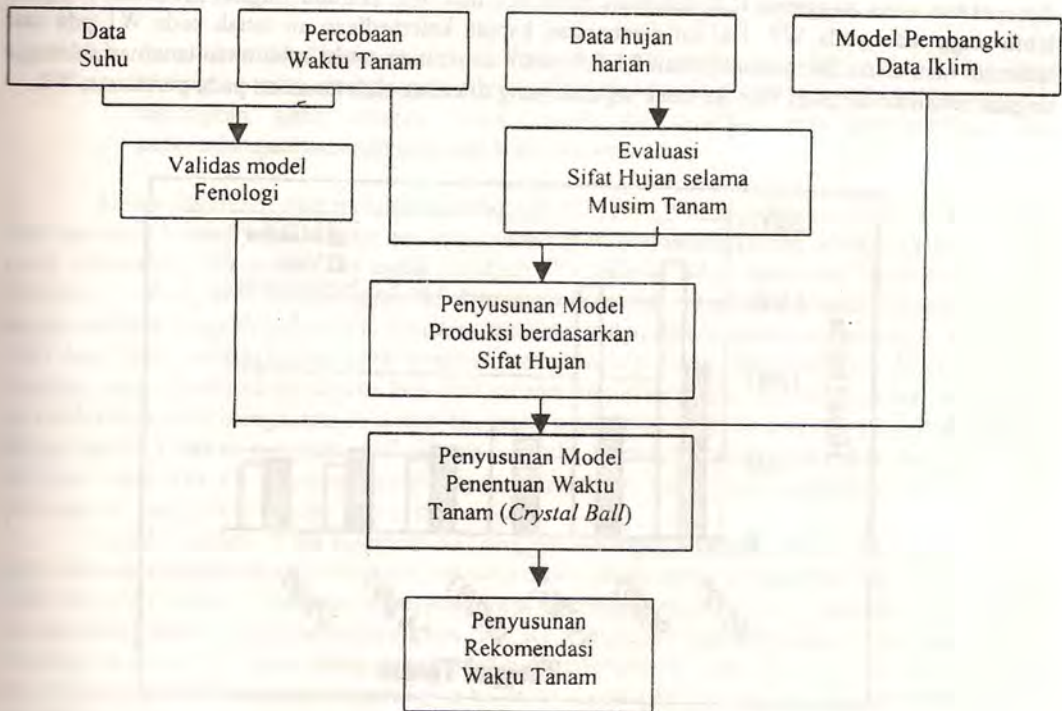 Data
Suhu
Percobaan
Waktu Tanam
Data hujan
harian
Model Pembangkit
Data Iklim
Validas model
Fenologi
Evaluasi
Sifat Hujan selama
Musim Tanam
Penyusunan Model
Produksi berdasarkan
Sifat Hujan
Penyusunan Model
Penentuan Waktu
Tanam (Crystal Ball)
Penyusunan
Rekomendasi
Waktu Tanam